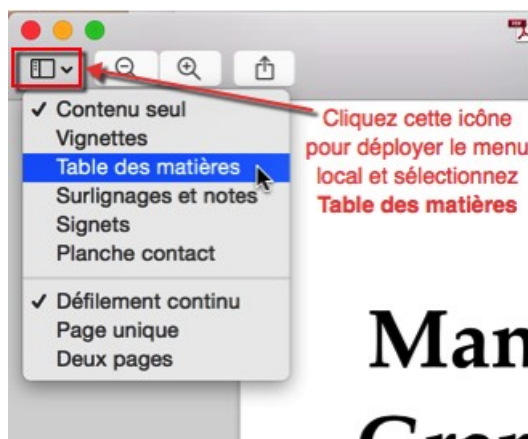 Contenu seul
Vignettes
Table des matières
Surlignages et notes
Signets
Planche contact
Défilement continu
Page unique
Deux pages
Cliquez cette icône
pour déployer le menu
local et sélectionnez
Table des matières
Man